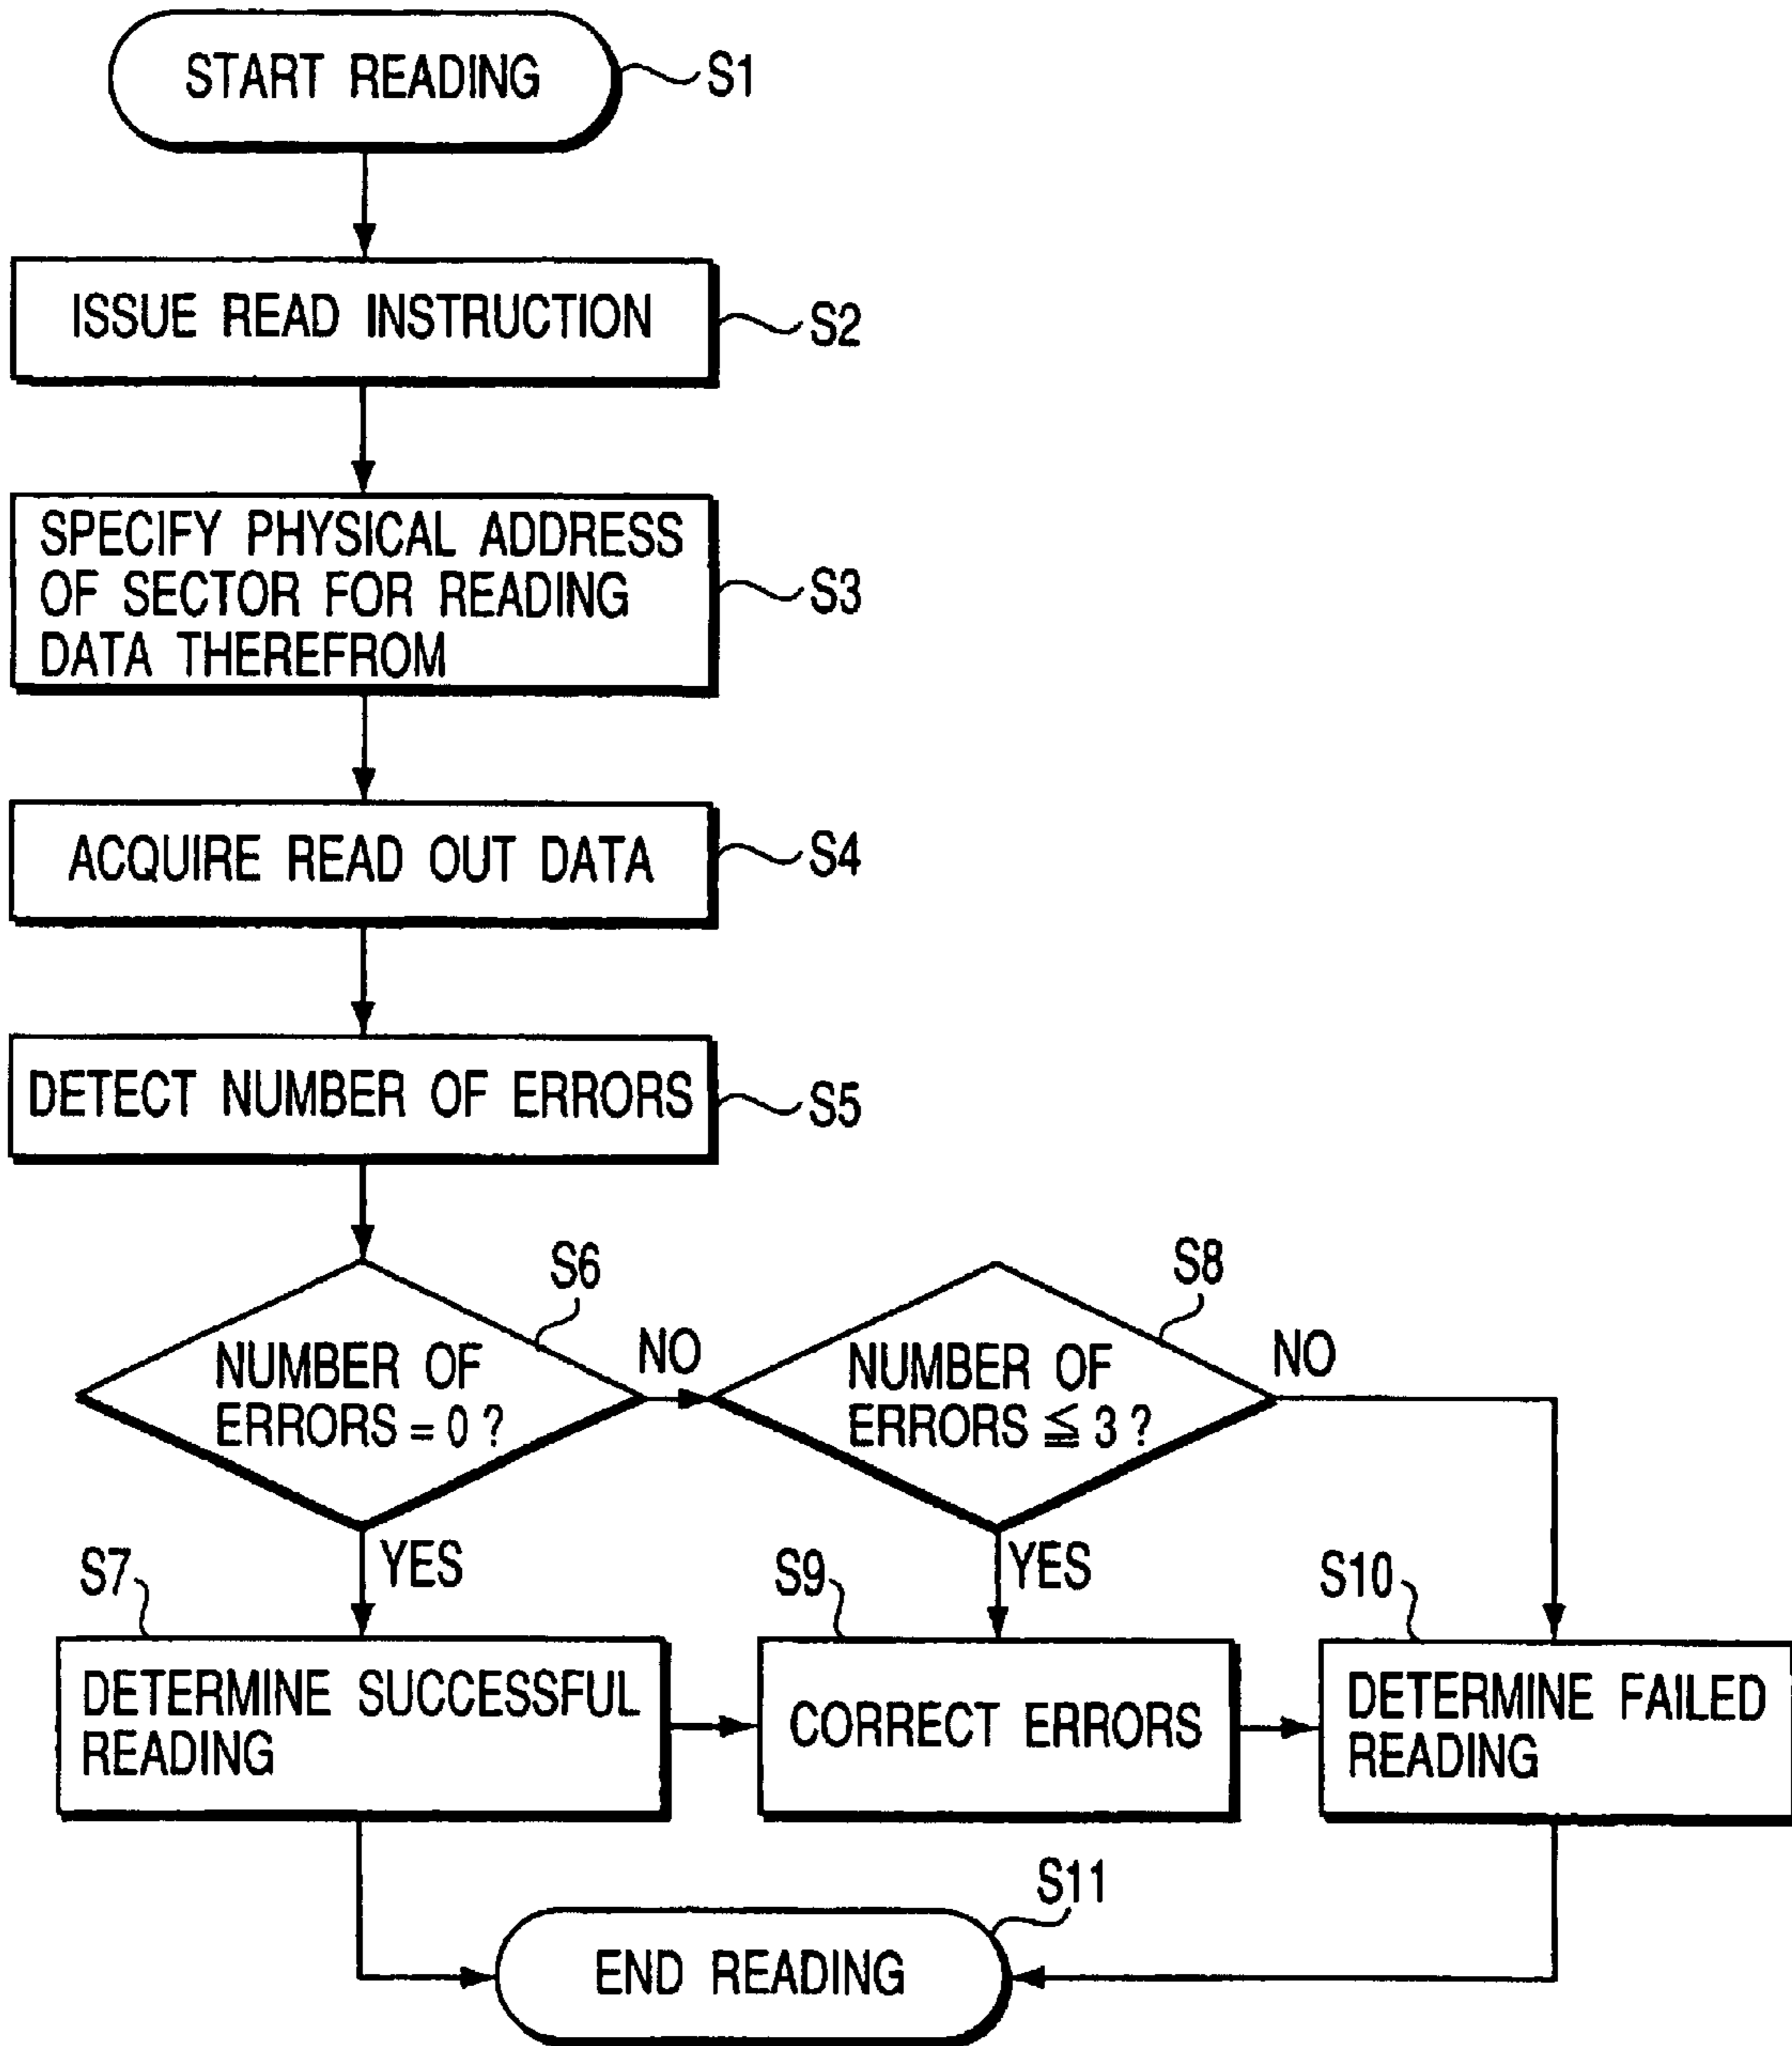 START READING
S1
ISSUE READ INSTRUCTION
S2
SPECIFY PHYSICAL ADDRESS
OF SECTOR FOR READING
DATA THEREFROM
S3
ACQUIRE READ OUT DATA
S4
DETECT NUMBER OF ERRORS
S5
S6
NUMBER OF
ERRORS = 0 ?
NO
S8
NUMBER OF
ERRORS ≦ 3 ?
NO
YES
YES
S7
DETERMINE SUCCESSFUL
READING
S9
CORRECT ERRORS
S10
DETERMINE FAILED
READING
S11
END READING